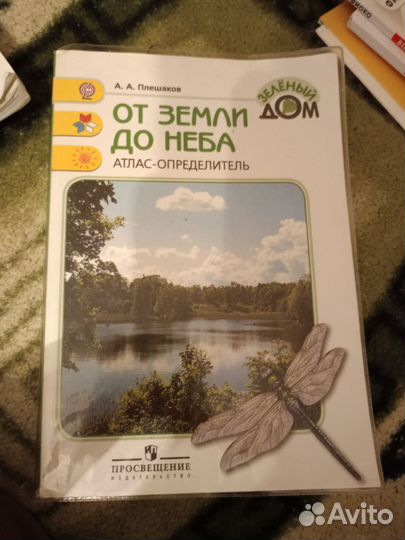 А. А. Плешаков
ЗЕЛЁНЫЙ
ДОМ
ОТ ЗЕМЛИ
ДО НЕБА
АТЛАС-ОПРЕДЕЛИТЕЛЬ
ПРОСВЕЩЕНИЕ
ИЗДАТЕЛЬСТВО
Avito